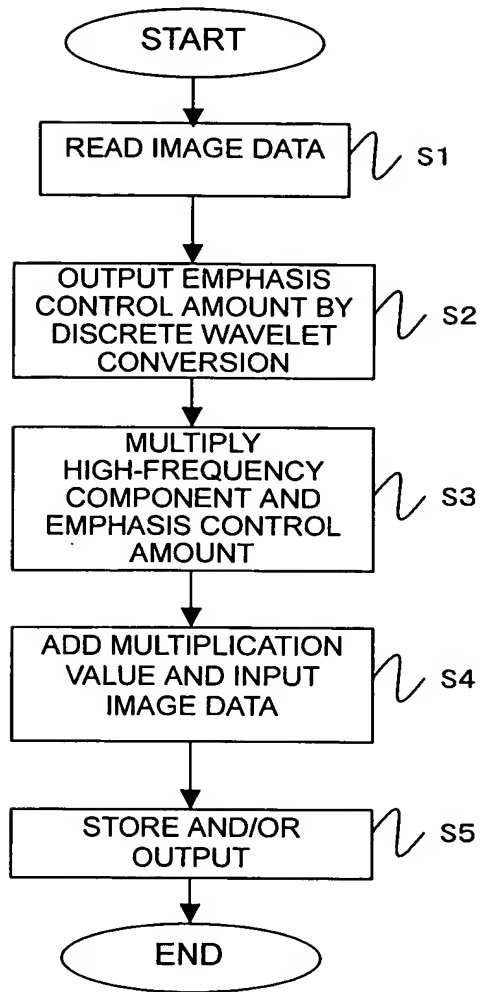 START
READ IMAGE DATA
S1
OUTPUT EMPHASIS
CONTROL AMOUNT BY
DISCRETE WAVELET
CONVERSION
S2
MULTIPLY
HIGH-FREQUENCY
COMPONENT AND
EMPHASIS CONTROL
AMOUNT
S3
ADD MULTIPLICATION
VALUE AND INPUT
IMAGE DATA
S4
STORE AND/OR
OUTPUT
S5
END